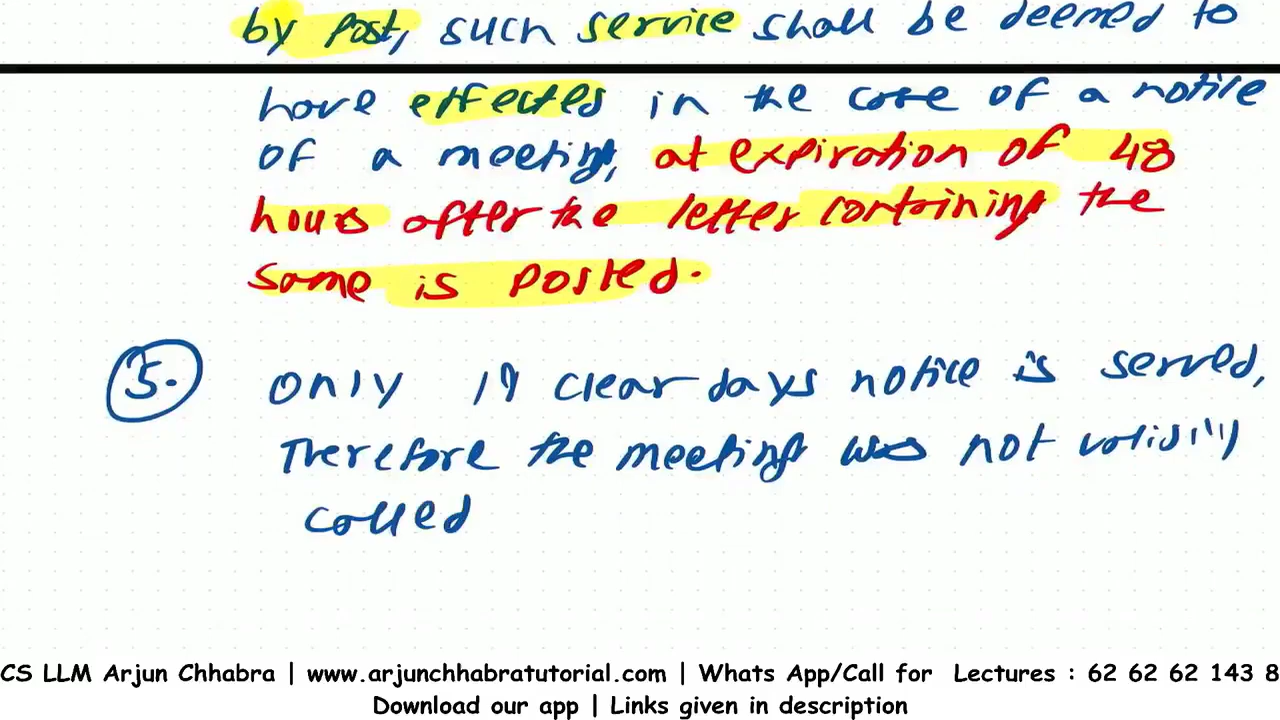 by Post, such service shall be deemed to
have effected in the case of a notice
of a meeting, at expiration of 48
hours after the letter containing the
same is posted.
5. Only 19 clear days notice is served,
Therefore the meeting was not validly
called
CS LLM Arjun Chhabra | www.arjunchhabratutorial.com | Whats App/Call for Lectures : 62 62 62 143 8
Download our app | Links given in description